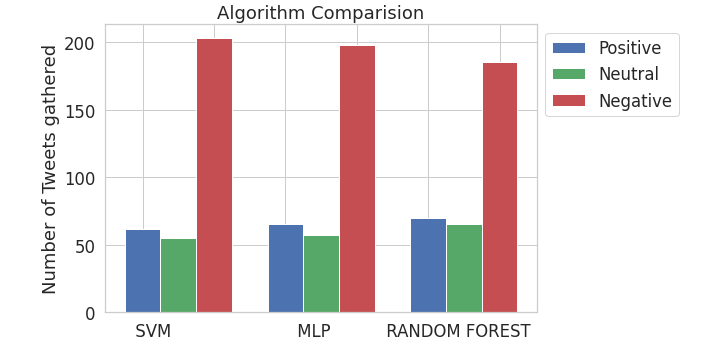 Algorithm Comparision
Number of Tweets gathered
200
150
100
50
0
SVM
MLP
RANDOM FOREST
Positive
Neutral
Negative